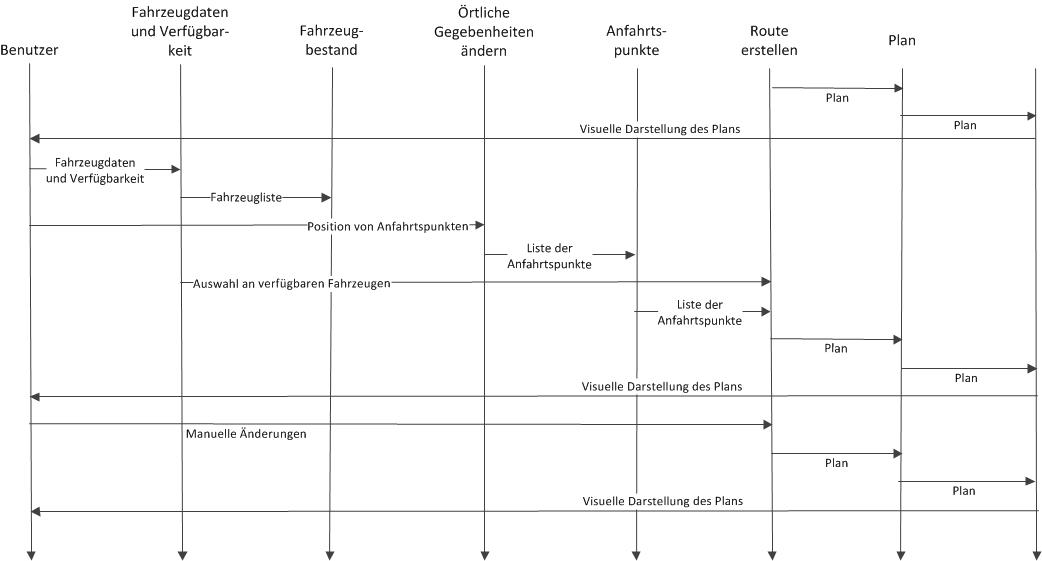 Benutzer
Fahrzeugdaten
und Verfügbar-
keit
Fahrzeug-
bestand
Örtliche
Gegebenheiten
ändern
Anfahrts-
punkte
Route
erstellen
Plan
Plan
Plan
Visuelle Darstellung des Plans
Fahrzeugdaten
und Verfügbarkeit
Fahrzeugliste
Position von Anfahrtspunkten
Liste der
Anfahrtspunkte
Auswahl an verfügbaren Fahrzeugen
Liste der
Anfahrtspunkte
Plan
Plan
Visuelle Darstellung des Plans
Manuelle Änderungen
Plan
Plan
Visuelle Darstellung des Plans